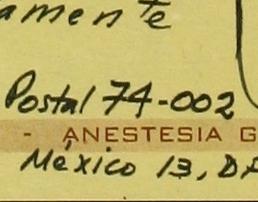 amente
Postal 74-002
- ANESTESIA G
México 13, DF